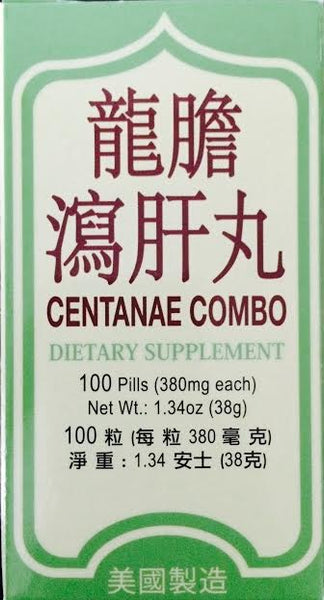 龍膽
瀉肝丸
CENTANAE COMBO
DIETARY SUPPLEMENT
100 Pills (380mg each)
Net Wt.: 1.34oz (38g)
100 粒 (每 粒 380 毫 克)
淨 重 : 1.34 安士 (38克)
美國製造